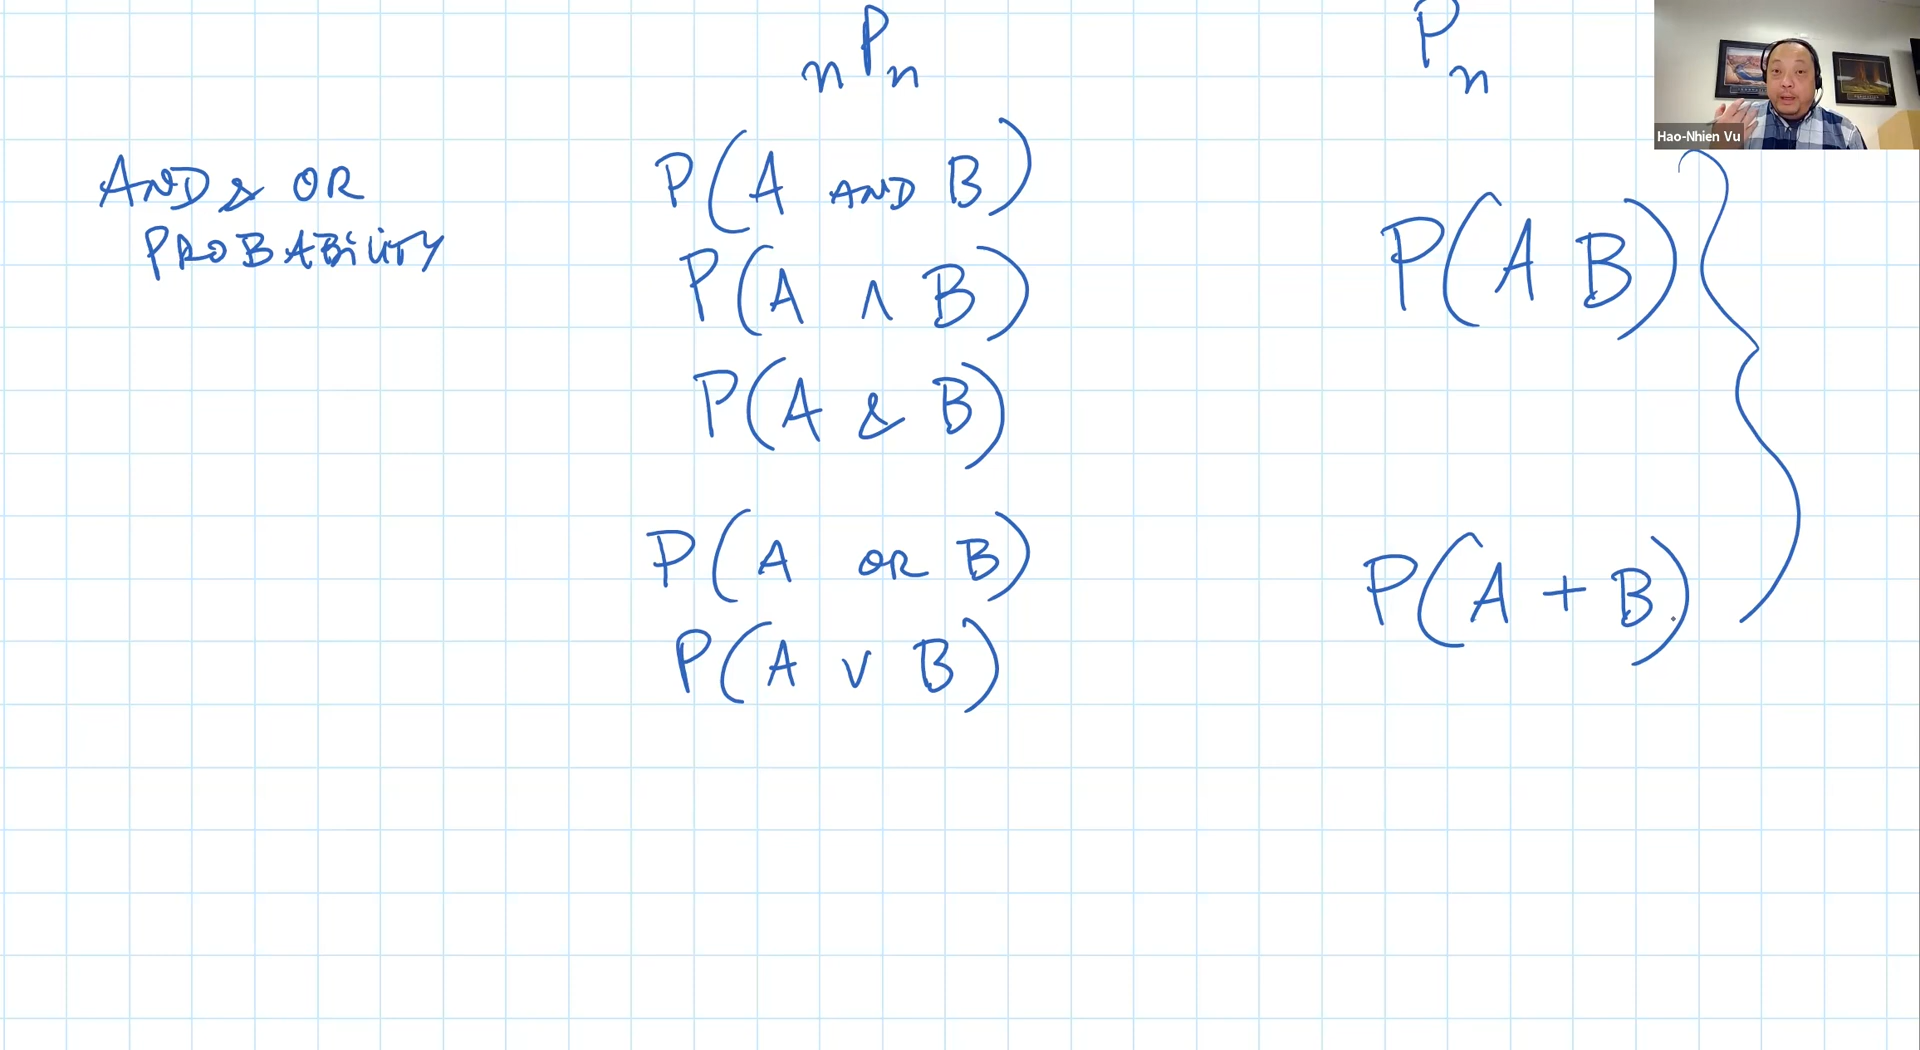 nPn
Pn
Hao-Nhien Vu
AND & OR
PROBABILITY
P(A AND B)
P(A ∧ B)
P(A & B)
P(A OR B)
P(A ∨ B)
P(A B)
P(A + B)